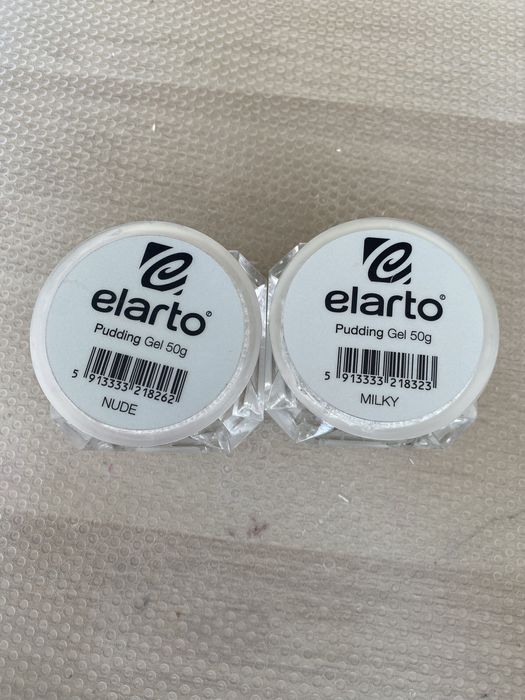 elarto®
Pudding Gel 50g
5 913333 218262
NUDE
elarto®
Pudding Gel 50g
5 913333 218323
MILKY